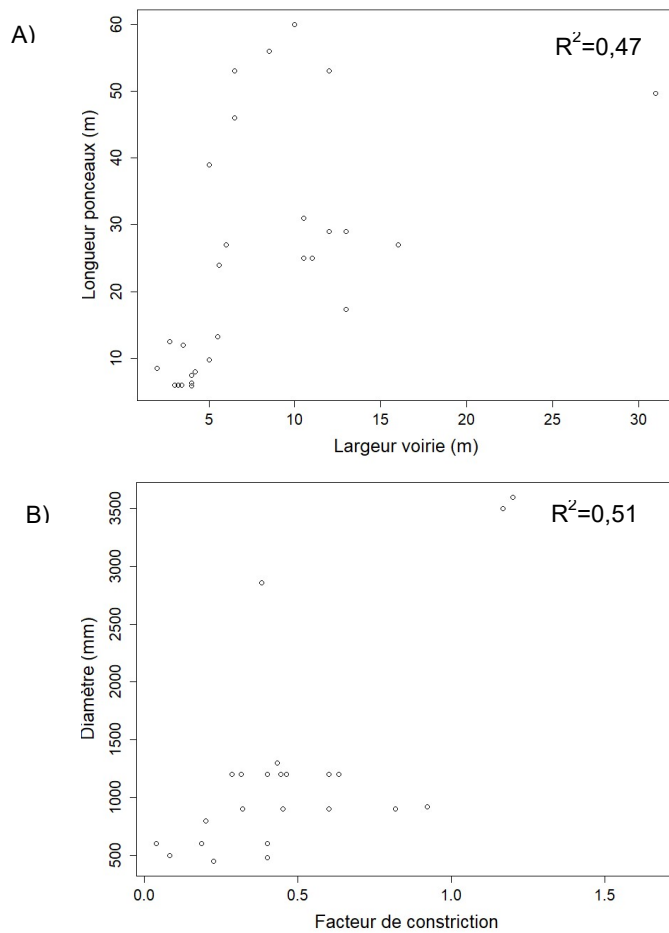 A)
R²=0,47
Longueur ponceaux (m)
60
50
40
30
20
10
5 10 15 20 25 30
Largeur voirie (m)
B)
R²=0,51
Diamètre (mm)
3500
3000
2500
2000
1500
1000
500
0.0 0.5 1.0 1.5
Facteur de constriction